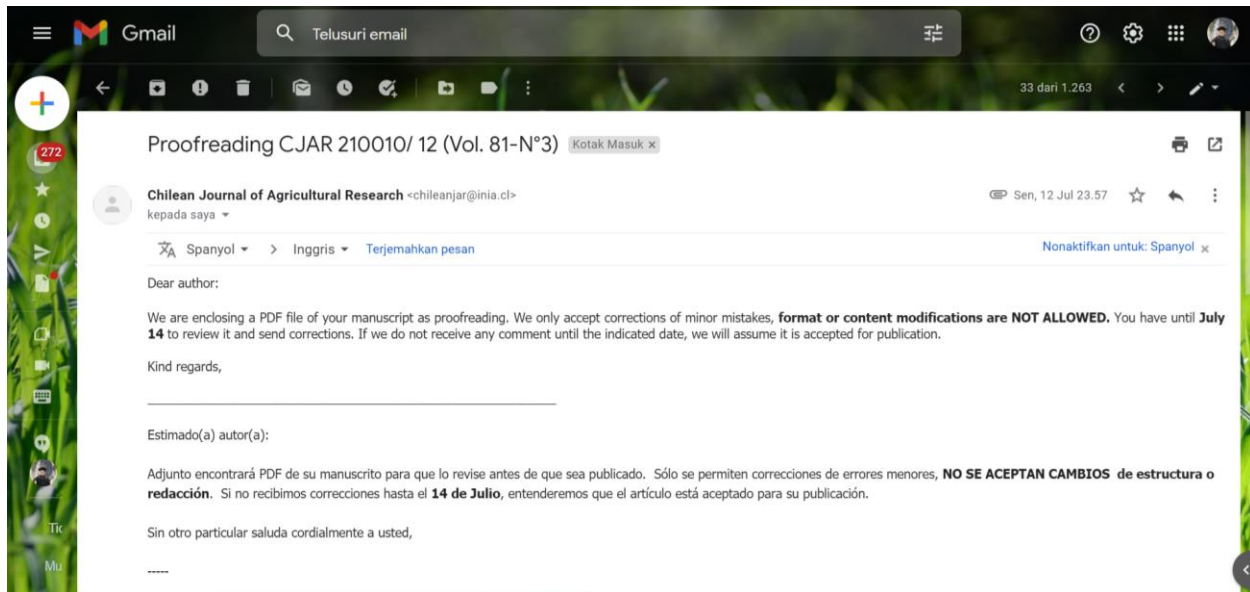 Gmail
Telusuri email
33 dari 1.263
272
Proofreading CJAR 210010/ 12 (Vol. 81-N°3) Kotak Masuk ×
Chilean Journal of Agricultural Research <chileanjar@inia.cl>
Sen, 12 Jul 23.57
kepada saya
Spanyol > Inggris Terjemahkan pesan
Nonaktifkan untuk: Spanyol ×
Dear author:
We are enclosing a PDF file of your manuscript as proofreading. We only accept corrections of minor mistakes, format or content modifications are NOT ALLOWED. You have until July
14 to review it and send corrections. If we do not receive any comment until the indicated date, we will assume it is accepted for publication.
Kind regards,
Estimado(a) autor(a):
Adjunto encontrará PDF de su manuscrito para que lo revise antes de que sea publicado. Sólo se permiten correcciones de errores menores, NO SE ACEPTAN CAMBIOS de estructura o
redacción. Si no recibimos correcciones hasta el 14 de Julio, entenderemos que el artículo está aceptado para su publicación.
Sin otro particular saluda cordialmente a usted,
-----
Tic
Mu